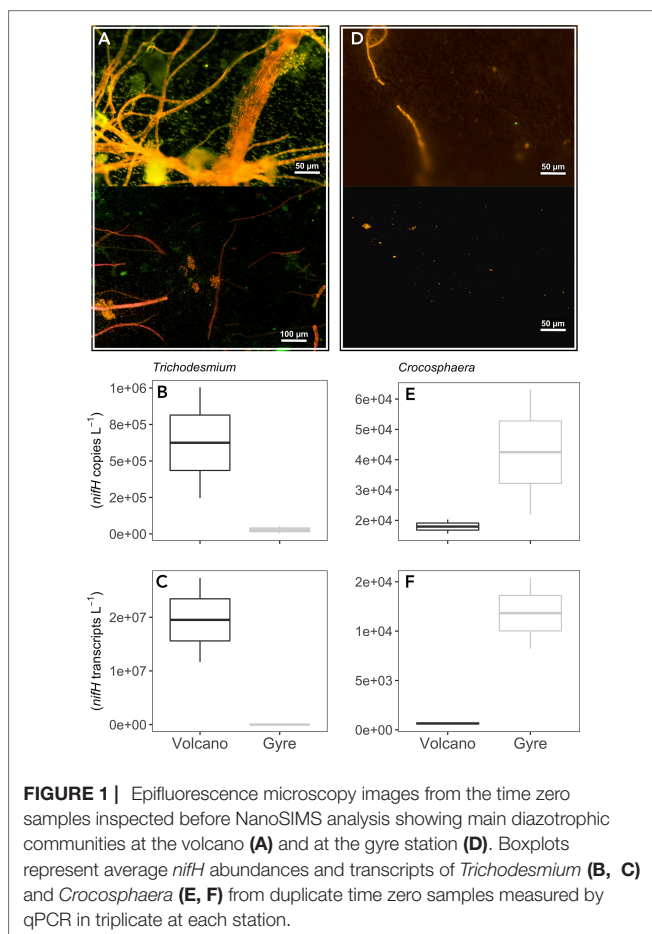 A
D
50 µm
50 µm
100 µm
50 µm
Trichodesmium
Crocosphaera
B
(nifH copies L⁻¹)
1e+06
8e+05
5e+05
2e+05
0e+00
E
6e+04
4e+04
4e+04
2e+04
C
(nifH transcripts L⁻¹)
2e+07
1e+07
0e+00
Volcano
Gyre
F
2e+04
1e+04
5e+03
0e+00
Volcano
Gyre
FIGURE 1 | Epifluorescence microscopy images from the time zero
samples inspected before NanoSIMS analysis showing main diazotrophic
communities at the volcano (A) and at the gyre station (D). Boxplots
represent average nifH abundances and transcripts of Trichodesmium (B, C)
and Crocosphaera (E, F) from duplicate time zero samples measured by
qPCR in triplicate at each station.